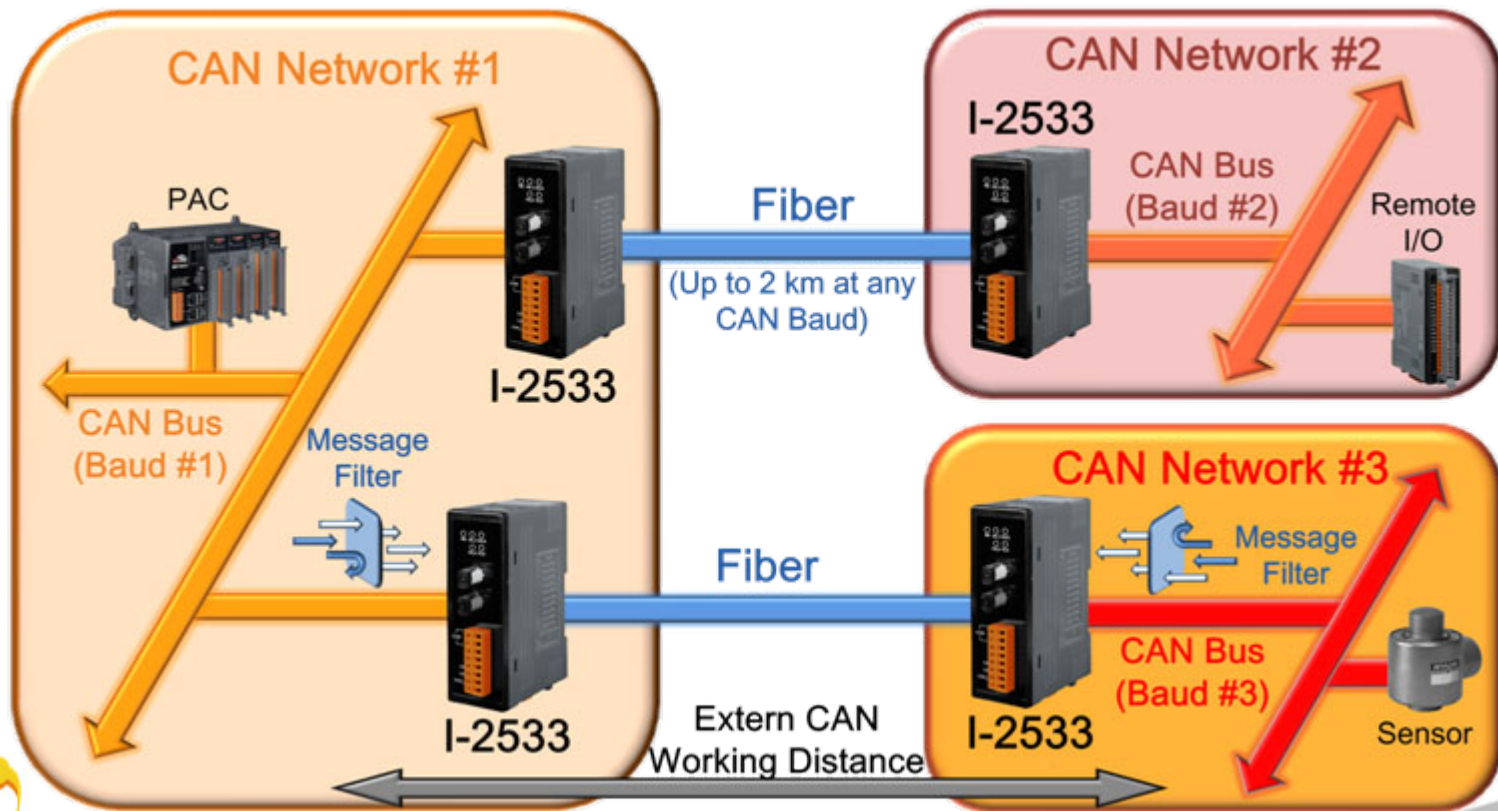 CAN Network #1
I-2533
PAC
I-2533
CAN Bus
(Baud #1)
Message
Filter
I-2533
Fiber
(Up to 2 km at any
CAN Baud)
Fiber
Extern CAN
Working Distance
CAN Network #2
I-2533
CAN Bus
(Baud #2)
Remote
I/O
CAN Network #3
Message
Filter
CAN Bus
(Baud #3)
I-2533
Sensor